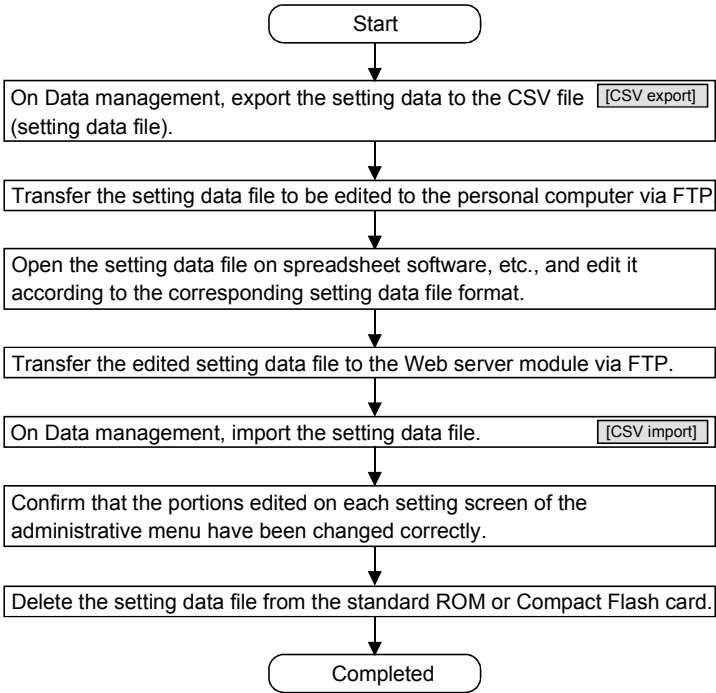 Start
On Data management, export the setting data to the CSV file [CSV export]
(setting data file).
Transfer the setting data file to be edited to the personal computer via FTP
Open the setting data file on spreadsheet software, etc., and edit it
according to the corresponding setting data file format.
Transfer the edited setting data file to the Web server module via FTP.
On Data management, import the setting data file. [CSV import]
Confirm that the portions edited on each setting screen of the
administrative menu have been changed correctly.
Delete the setting data file from the standard ROM or Compact Flash card.
Completed